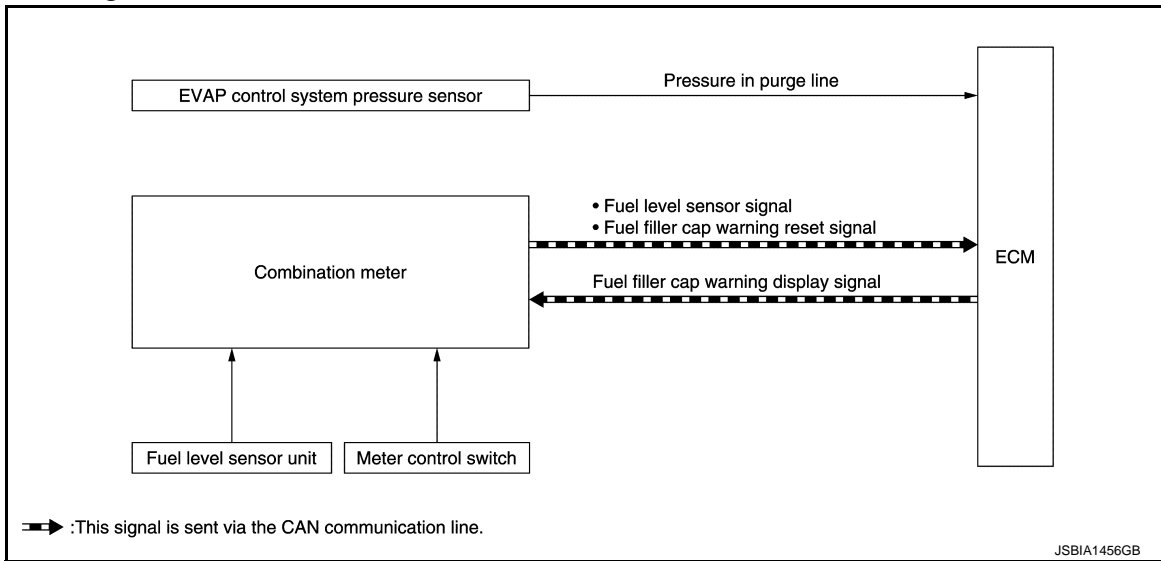 Pressure in purge line
EVAP control system pressure sensor
• Fuel level sensor signal
• Fuel filler cap warning reset signal
Combination meter
ECM
Fuel filler cap warning display signal
Fuel level sensor unit
Meter control switch
:This signal is sent via the CAN communication line.
JSBIA1456GB